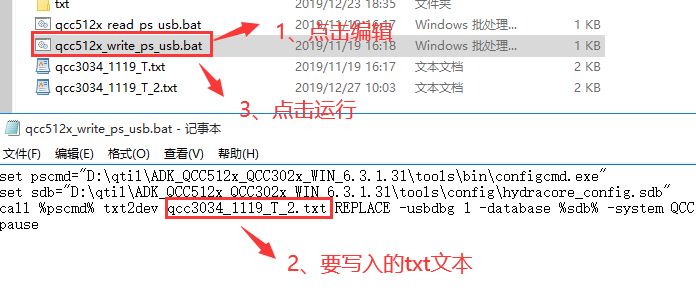 txt 2019/12/23 18:35 文件夹
qcc512x_read_ps_usb.bat 2019/11/19 16:17 Windows 批处理... 1 KB
qcc512x_write_ps_usb.bat 2019/11/19 16:18 Windows 批处理... 1 KB
1、点击编辑
qcc3034_1119_T.txt 2019/11/19 16:17 文本文档 2 KB
qcc3034_1119_T_2.txt 2019/12/27 10:03 文本文档 2 KB
3、点击运行
qcc512x_write_ps_usb.bat - 记事本
文件(F) 编辑(E) 格式(O) 查看(V) 帮助(H)
set pscmd="D:\qtil\ADK_QCC512x_QCC302x_WIN_6.3.1.31\tools\bin\configcmd.exe"
set sdb="D:\qtil\ADK_QCC512x_QCC302x_WIN_6.3.1.31\tools\config\hydracore_config.sdb"
call %pscmd% txt2dev qcc3034_1119_T_2.txt REPLACE -usbdbg 1 -database %sdb% -system QCC
pause
2、要写入的txt文本